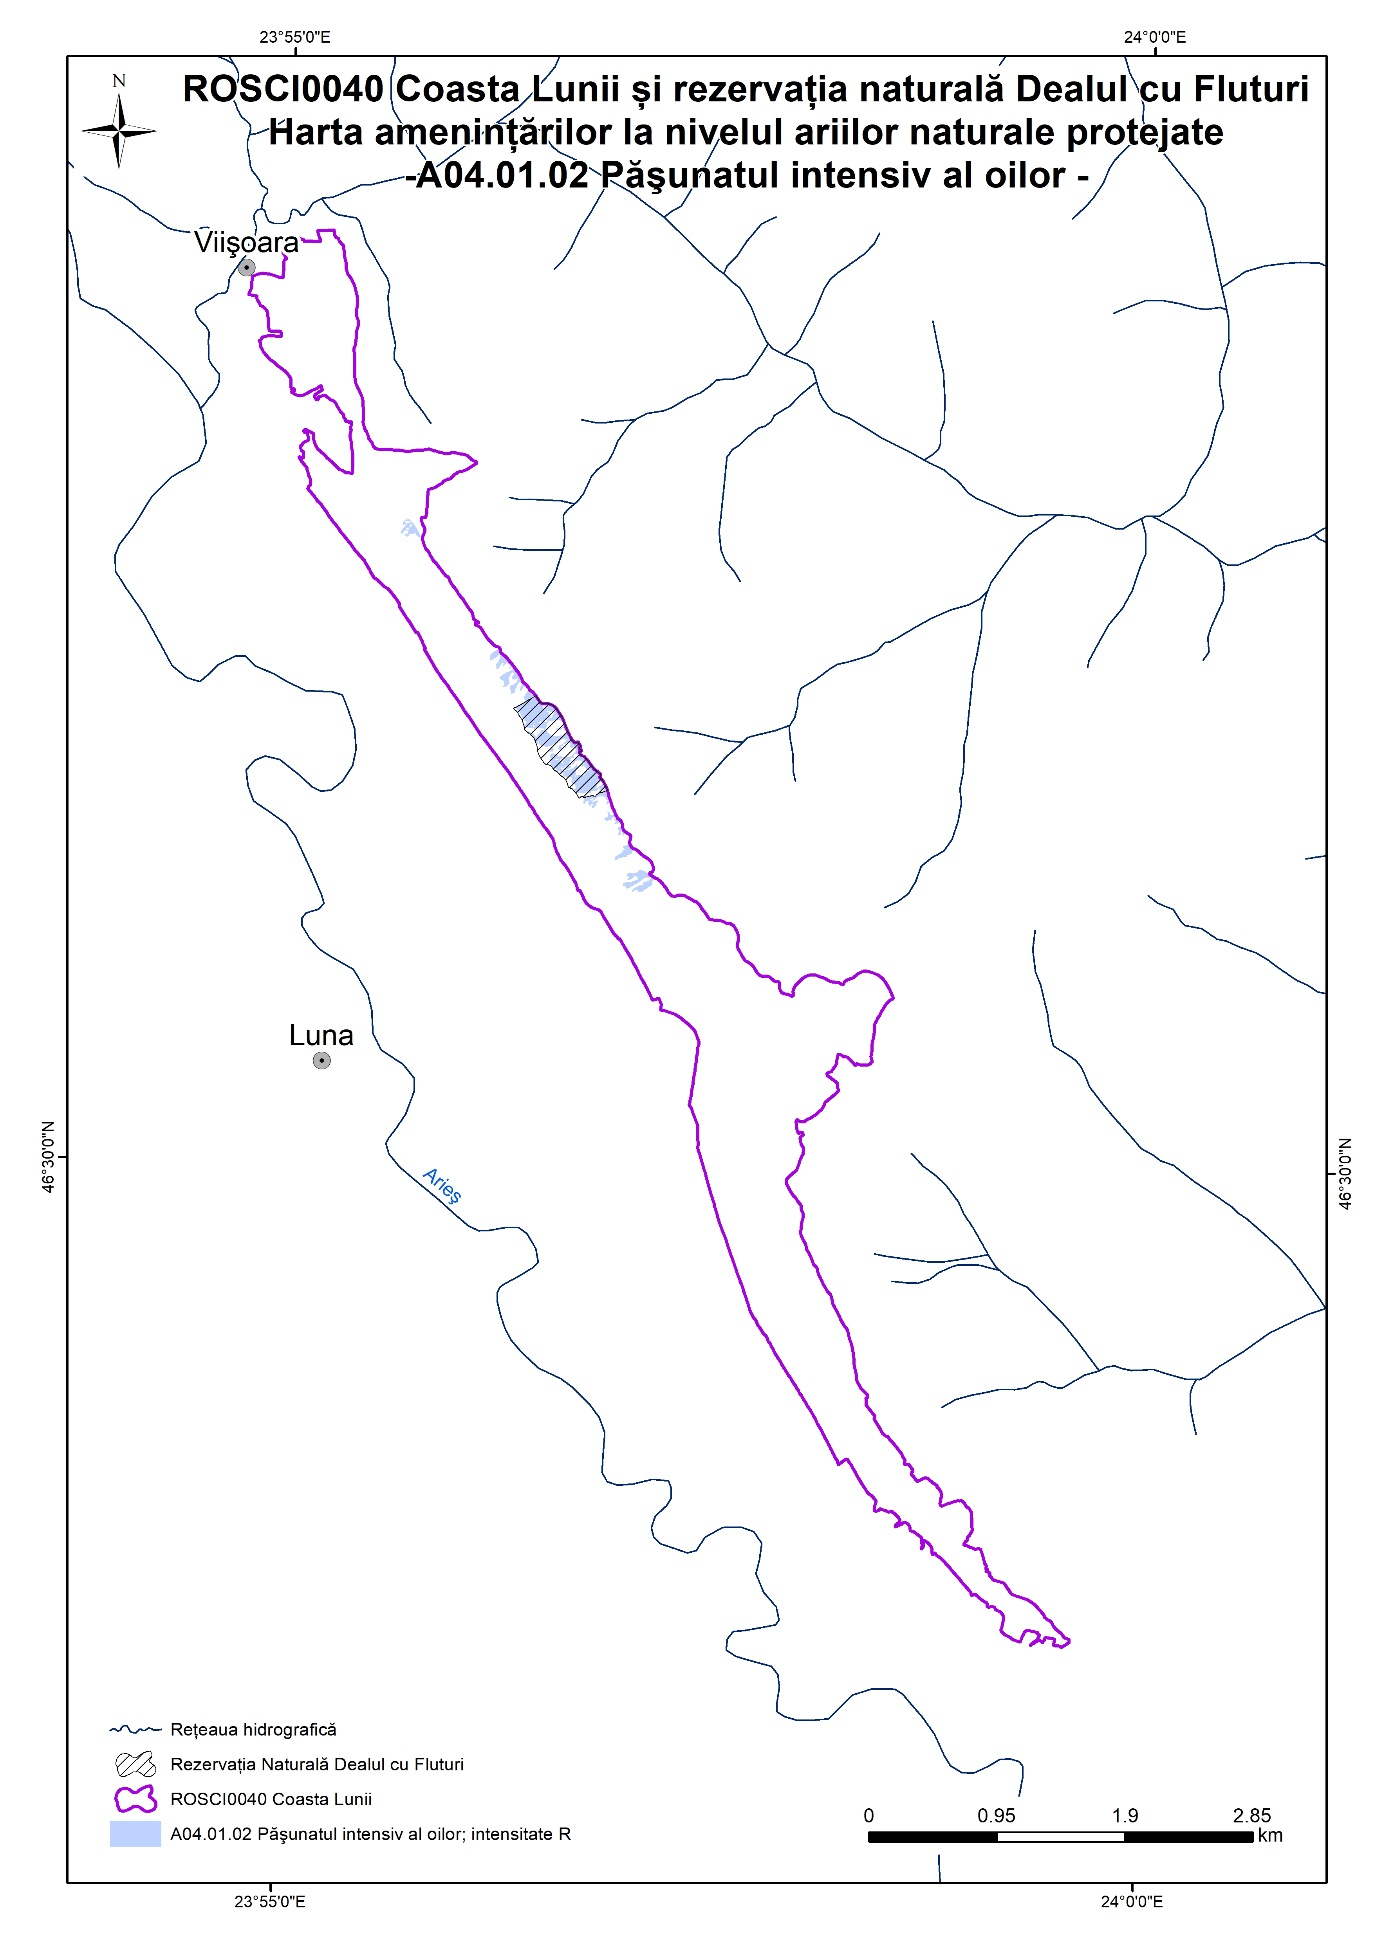 23°55'0"E
24°0'0"E
N
ROSCI0040 Coasta Lunii și rezervația naturală Dealul cu Fluturi
Harta amenințărilor la nivelul ariilor naturale protejate
-A04.01.02 Păşunatul intensiv al oilor -
Viişoara
Luna
46°30'0"N
46°30'0"N
Arieş
Rețeaua hidrografică
Rezervația Naturală Dealul cu Fluturi
ROSCI0040 Coasta Lunii
A04.01.02 Păşunatul intensiv al oilor; intensitate R
0 0.95 1.9 2.85
km
23°55'0"E
24°0'0"E